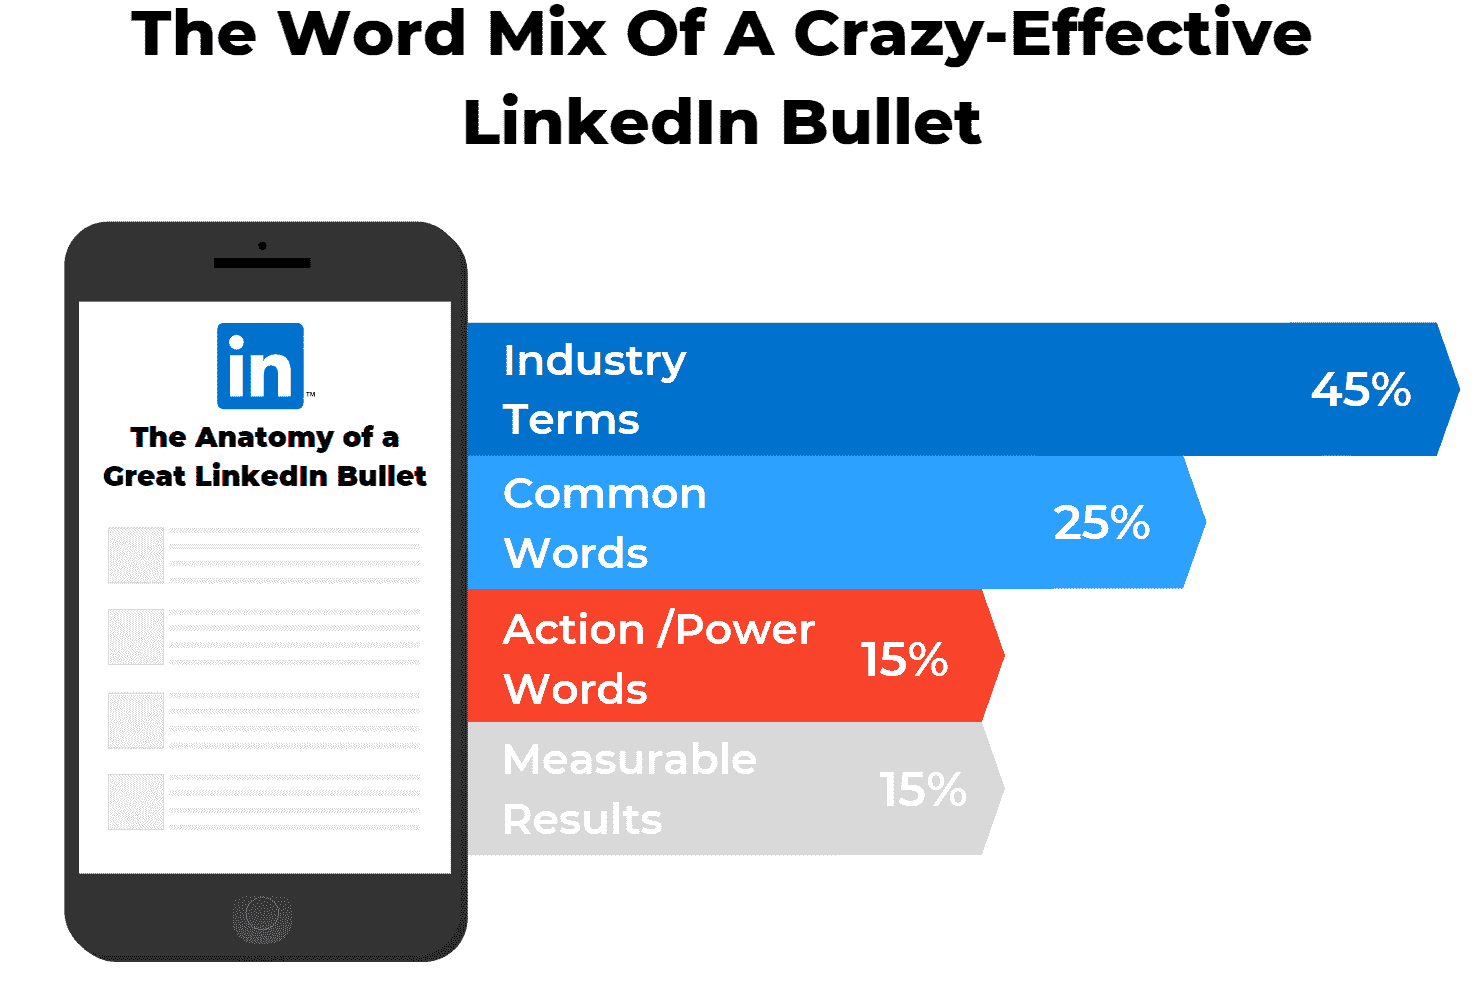 The Word Mix Of A Crazy-Effective
LinkedIn Bullet
in™
The Anatomy of a
Great LinkedIn Bullet
Industry
Terms
45%
Common
Words
25%
Action /Power
Words
15%
Measurable
Results
15%